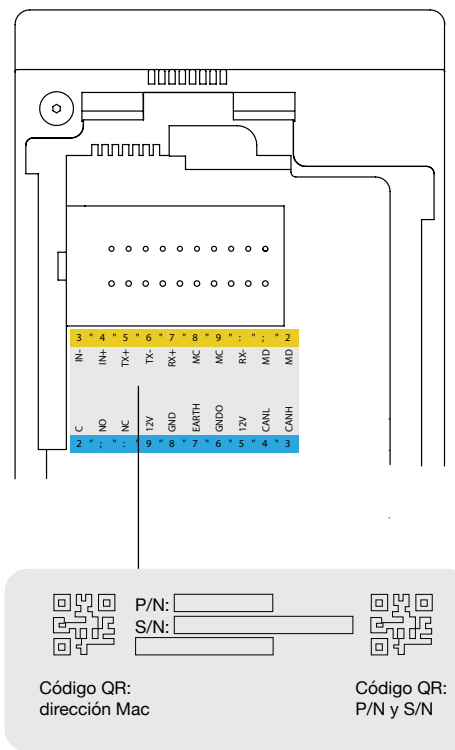 3 " 4 " 5 " 6 " 7 " 8 " 9 " : " ; " 2
IN- IN+ TX+ TX- RX+ MC MC RX- MD MD
C NO NC 12V GND EARTH GNDO 12V CANL CANH
2 " ; " : " 9 " 8 " 7 " 6 " 5 " 4 " 3
P/N:
S/N:
Código QR:
dirección Mac
Código QR:
P/N y S/N